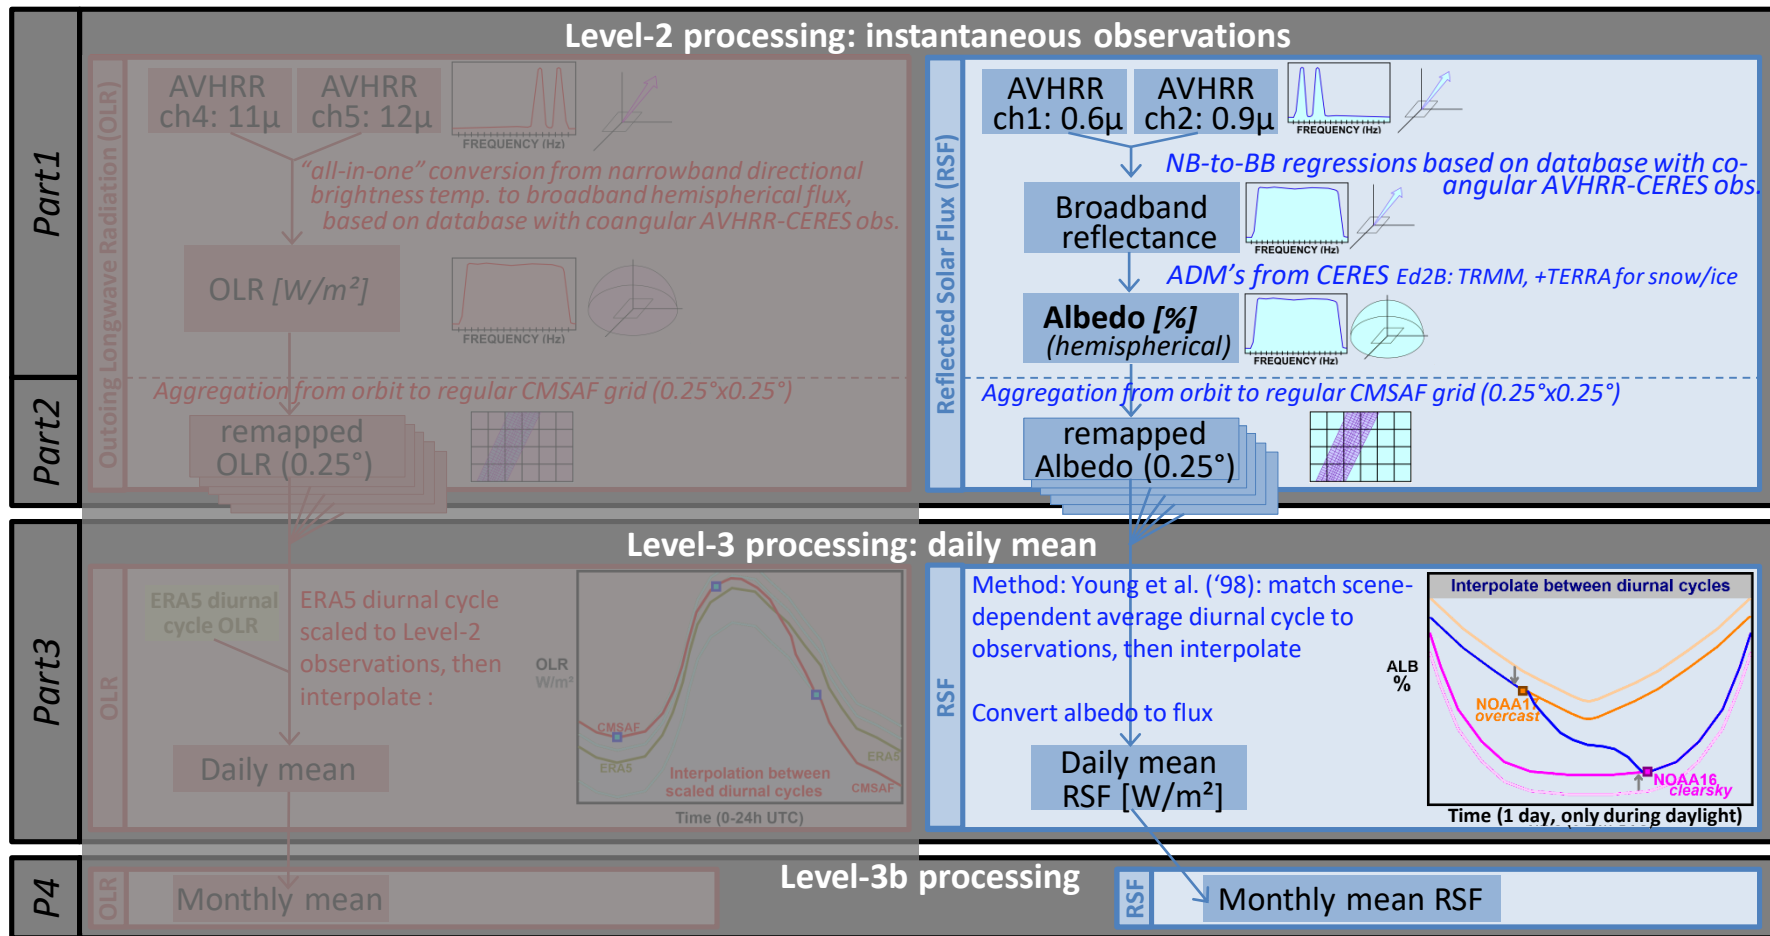 Level-2 processing: instantaneous observations
Part1
Outoing Longwave Radiation (OLR)
AVHRR
ch4: 11μ
AVHRR
ch5: 12μ
FREQUENCY (Hz)
"all-in-one" conversion from narrowband directional
brightness temp. to broadband hemispherical flux,
based on database with coangular AVHRR-CERES obs.
OLR [W/m²]
FREQUENCY (Hz)
Part2
Aggregation from orbit to regular CMSAF grid (0.25°x0.25°)
remapped
OLR (0.25°)
Reflected Solar Flux (RSF)
AVHRR
ch1: 0.6μ
AVHRR
ch2: 0.9μ
FREQUENCY (Hz)
NB-to-BB regressions based on database with co-
angular AVHRR-CERES obs.
Broadband
reflectance
FREQUENCY (Hz)
ADM's from CERES Ed2B: TRMM, +TERRA for snow/ice
Albedo [%]
(hemispherical)
FREQUENCY (Hz)
Aggregation from orbit to regular CMSAF grid (0.25°x0.25°)
remapped
Albedo (0.25°)
Level-3 processing: daily mean
Part3
OLR
ERA5 diurnal
cycle OLR
ERA5 diurnal cycle
scaled to Level-2
observations, then
interpolate :
Daily mean
OLR
W/m²
CMSAF
ERA5
ERA5
CMSAF
Interpolation between
scaled diurnal cycles
Time (0-24h UTC)
RSF
Method: Young et al. ('98): match scene-
dependent average diurnal cycle to
observations, then interpolate
Convert albedo to flux
Daily mean
RSF [W/m²]
Interpolate between diurnal cycles
ALB
%
NOAA17
overcast
NOAA16
clearsky
Time (1 day, only during daylight)
Level-3b processing
P4
OLR
Monthly mean
RSF
Monthly mean RSF